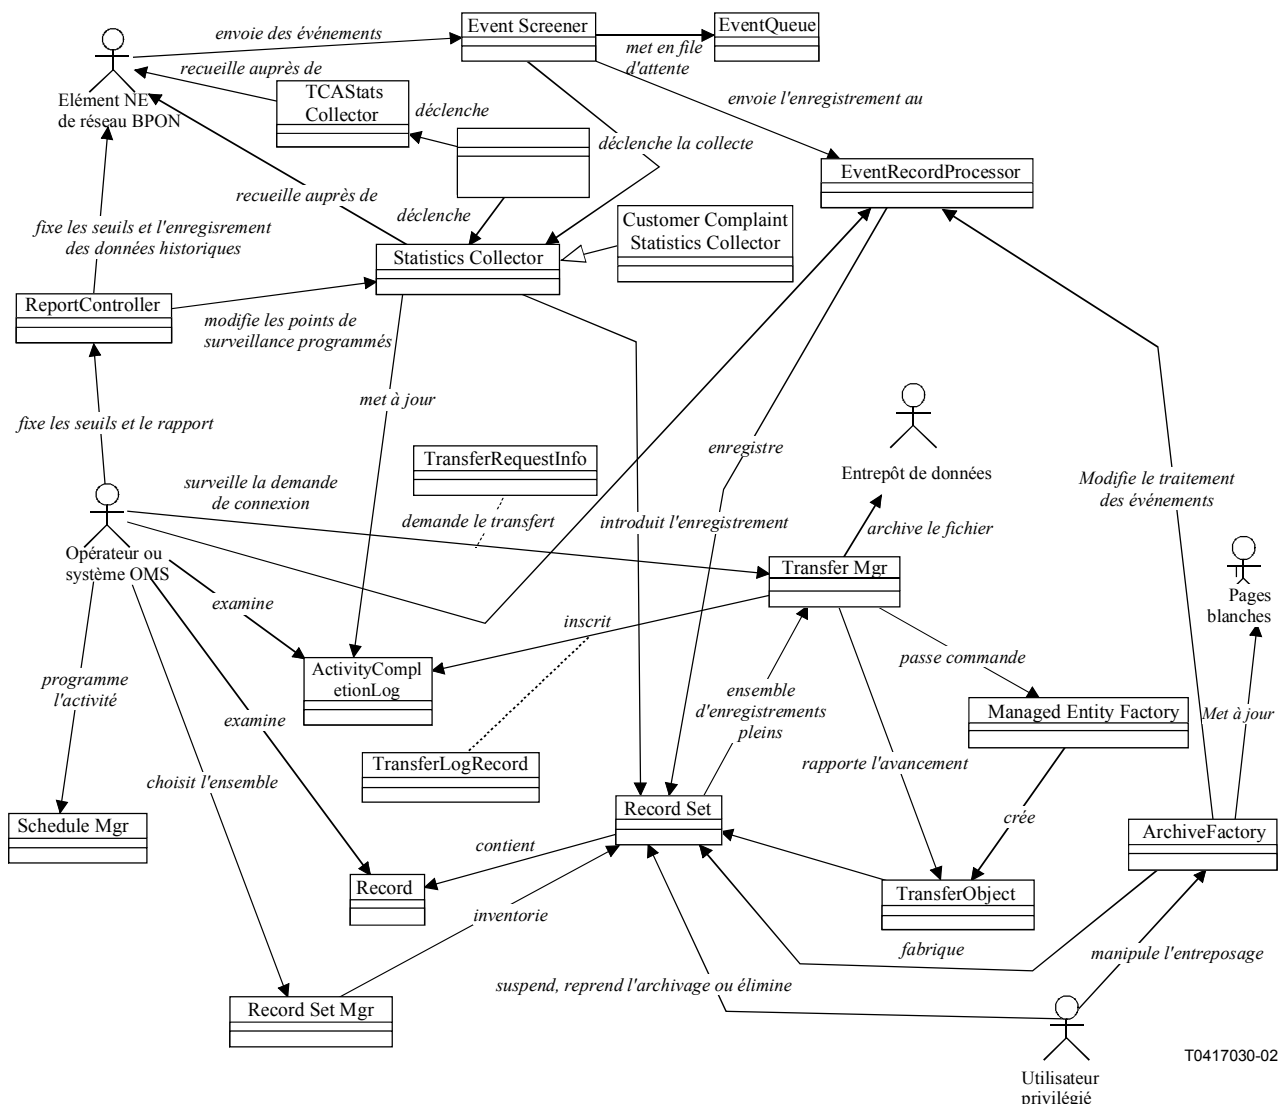 envoie des événements
Event Screener
EventQueue
met en file
d'attente
recueille auprès de
Elément NE
de réseau BPON
TCAStats
Collector
déclenche
envoie l'enregistrement au
déclenche la collecte
EventRecordProcessor
recueille auprès de
déclenche
fixe les seuils et l'enregisrement
des données historiques
Customer Complaint
Statistics Collector
Statistics Collector
ReportController
modifie les points de
surveillance programmés
met à jour
fixe les seuils et le rapport
enregistre
Entrepôt de données
TransferRequestInfo
surveille la demande
de connexion
Modifie le traitement
des événements
demande le transfert
introduit l'enregistrement
archive le fichier
Opérateur ou
système OMS
Transfer Mgr
Pages
blanches
examine
inscrit
passe commande
ActivityCompl
etionLog
programme
l'activité
ensemble
d'enregistrements
pleins
Managed Entity Factory
Met à jour
examine
TransferLogRecord
rapporte l'avancement
choisit l'ensemble
Record Set
crée
Schedule Mgr
ArchiveFactory
contient
Record
TransferObject
inventorie
fabrique
manipule l'entreposage
suspend, reprend l'archivage ou élimine
Record Set Mgr
T0417030-02
Utilisateur
privilégié